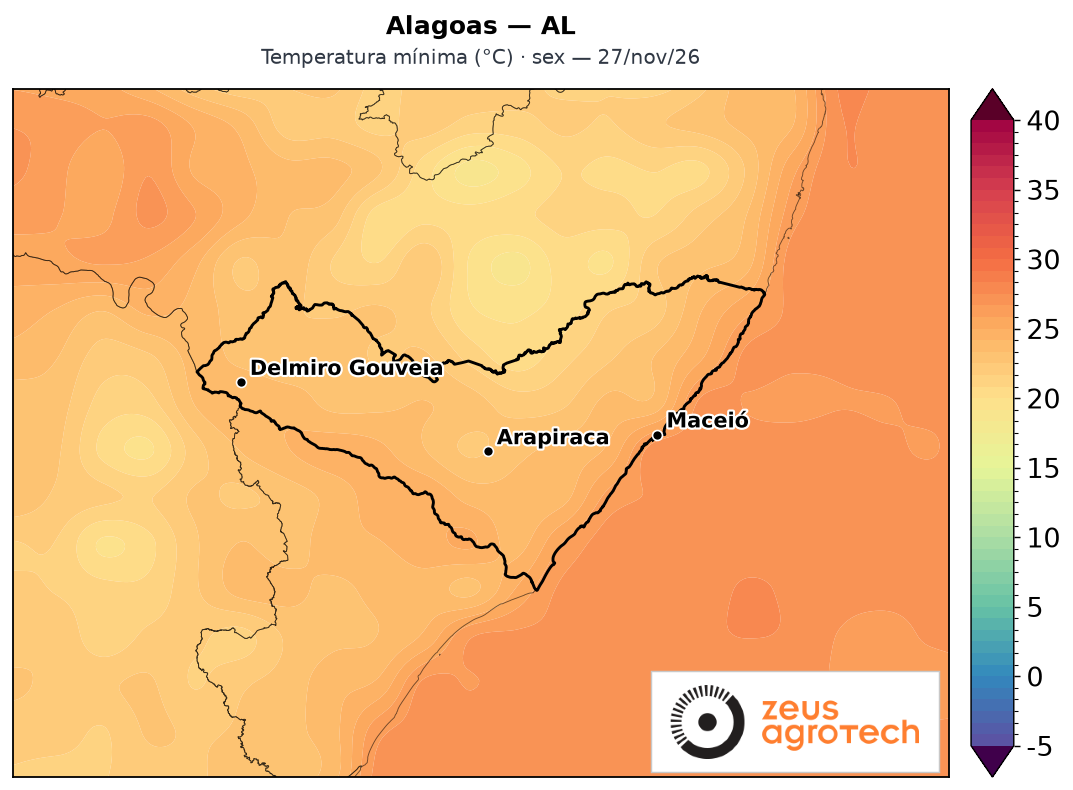 Alagoas — AL
Temperatura mínima (°C) · sex — 27/nov/26
40
35
30
25
20
15
10
5
0
-5
Delmiro Gouveia
Maceió
Arapiraca
zeus
agrotech